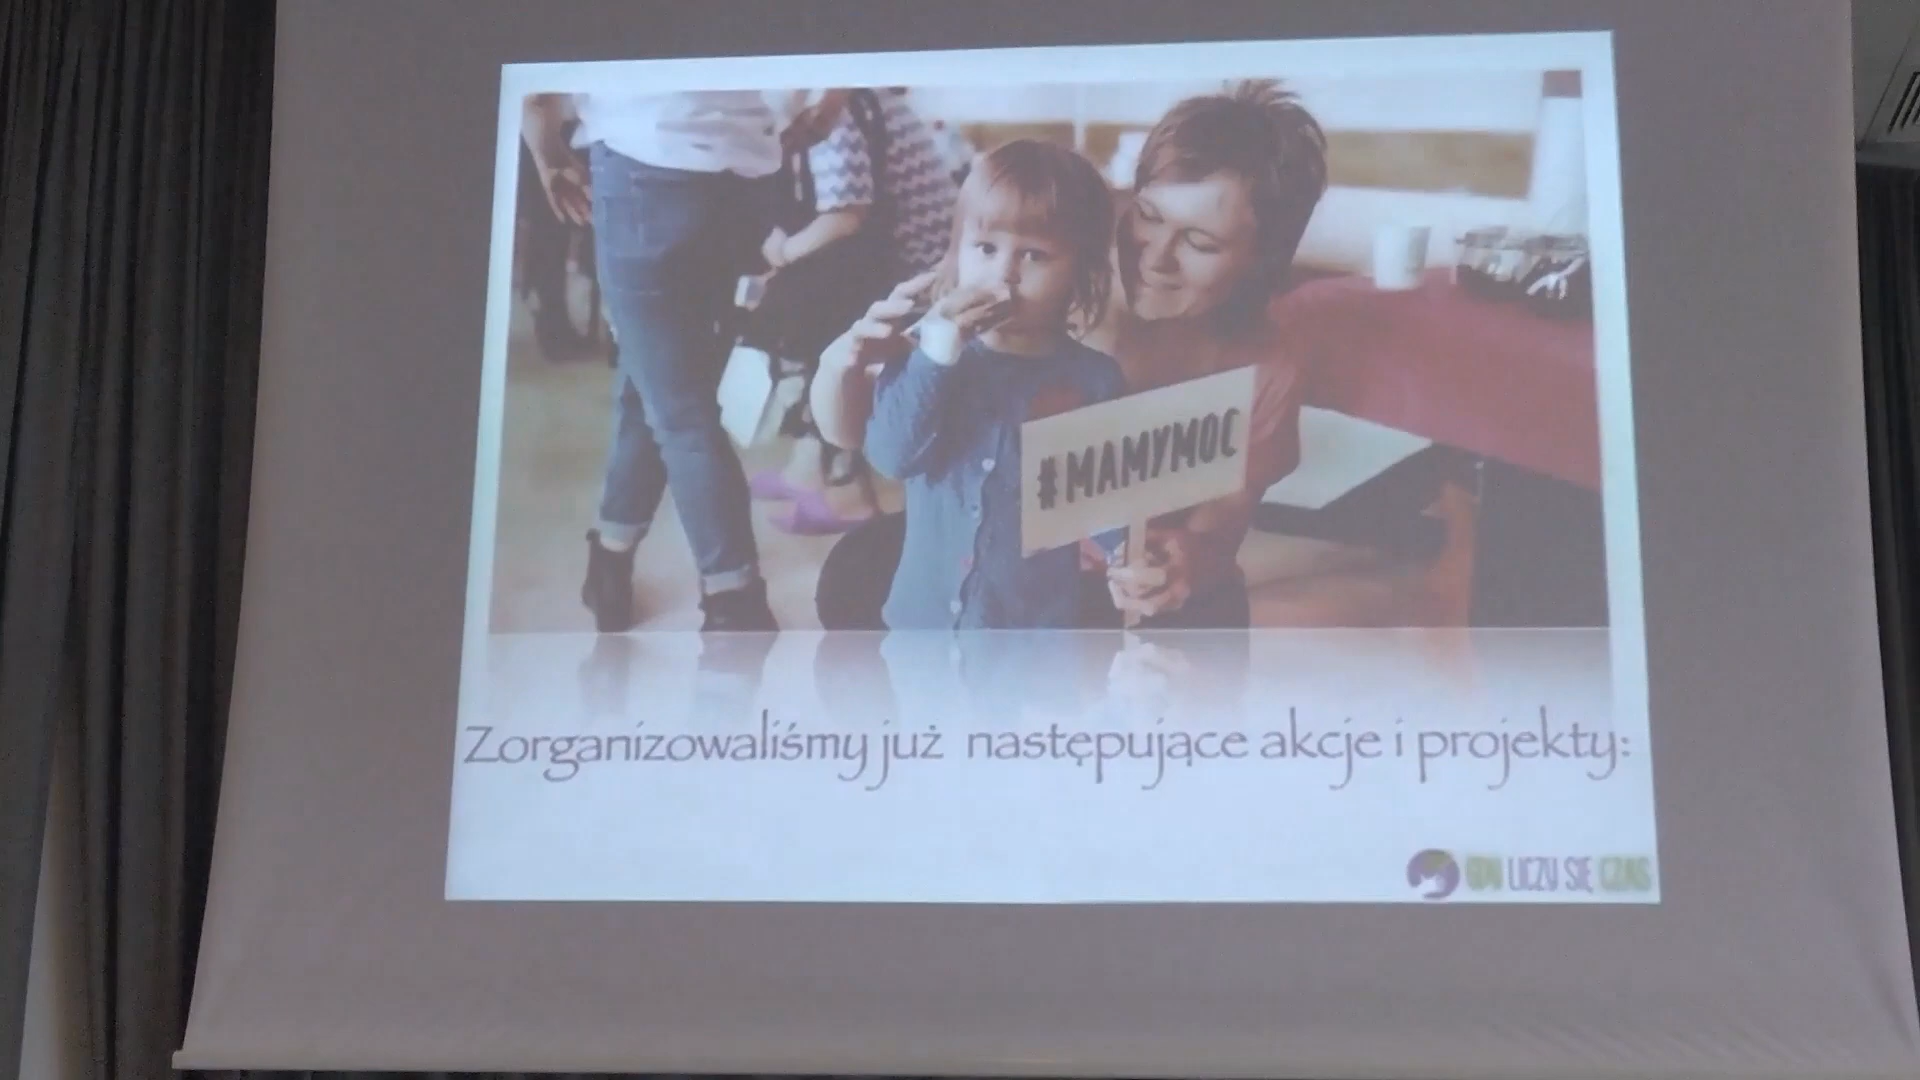 #MAMYMOC
Zorganizowaliśmy już następujące akcje i projekty:
GDY LICZY SIĘ CZAS